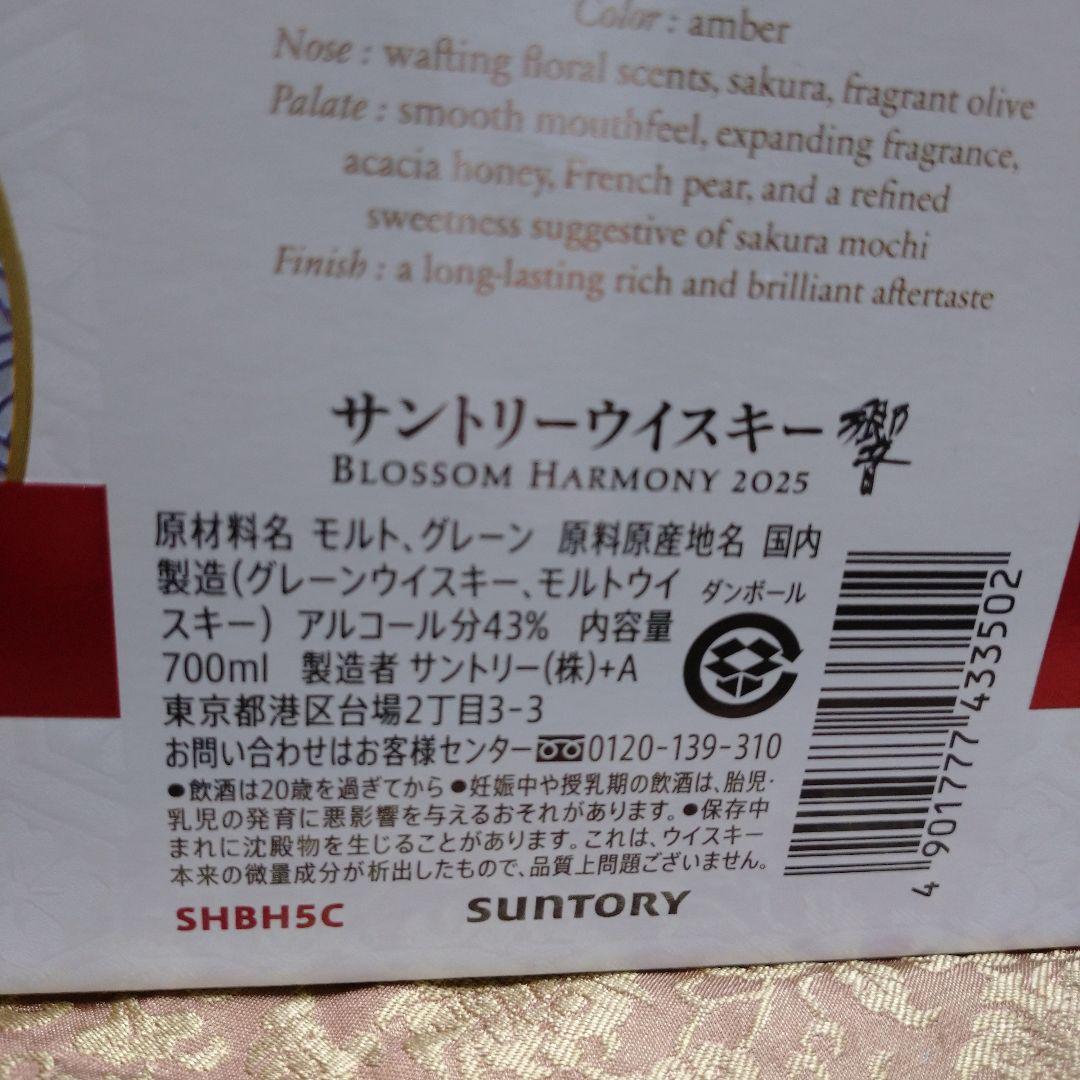 Color : amber
Nose : wafting floral scents, sakura, fragrant olive
Palate : smooth mouthfeel, expanding fragrance,
acacia honey, French pear, and a refined
sweetness suggestive of sakura mochi
Finish : a long-lasting rich and brilliant aftertaste
サントリーウイスキー 響
BLOSSOM HARMONY 2025
原材料名 モルト、グレーン 原料原産地名 国内
製造(グレーンウイスキー、モルトウイ
スキー) アルコール分43% 内容量
700ml 製造者 サントリー(株)+A
東京都港区台場2丁目3-3
ダンボール
お問い合わせはお客様センター 0120-139-310
●飲酒は20歳を過ぎてから ●妊娠中や授乳期の飲酒は、胎児・
乳児の発育に悪影響を与えるおそれがあります。●保存中
まれに沈殿物を生じることがあります。これは、ウイスキー
本来の微量成分が析出したもので、品質上問題ございません。
SHBH5C SUNTORY
4 901777 433502